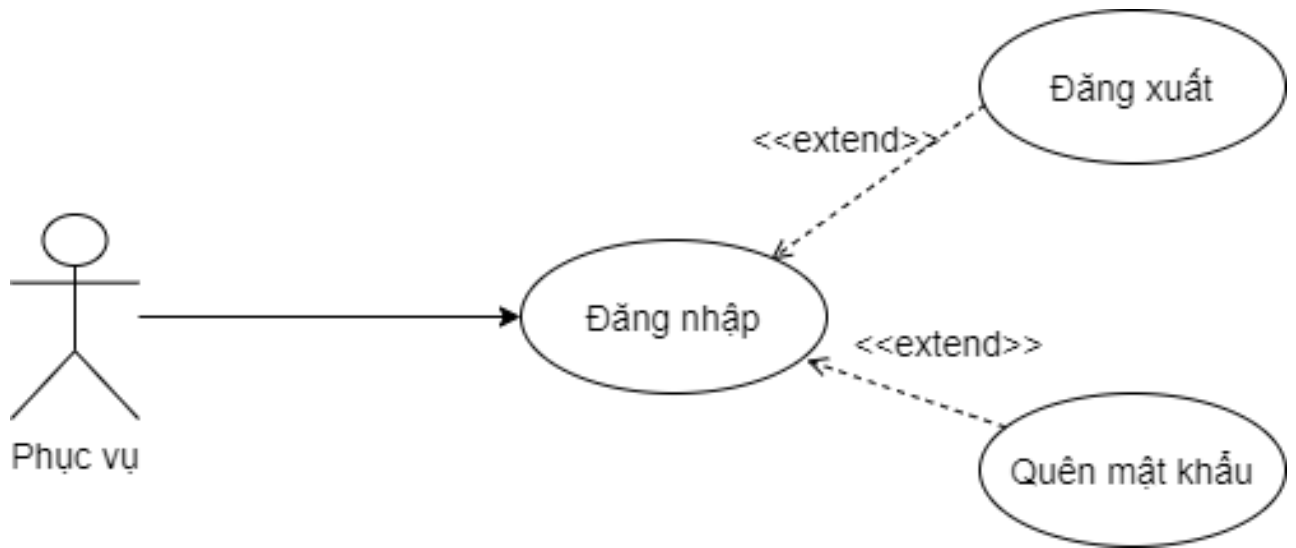 Đăng xuất
<<extend>>
Đăng nhập
<<extend>>
Phục vụ
Quên mật khẩu